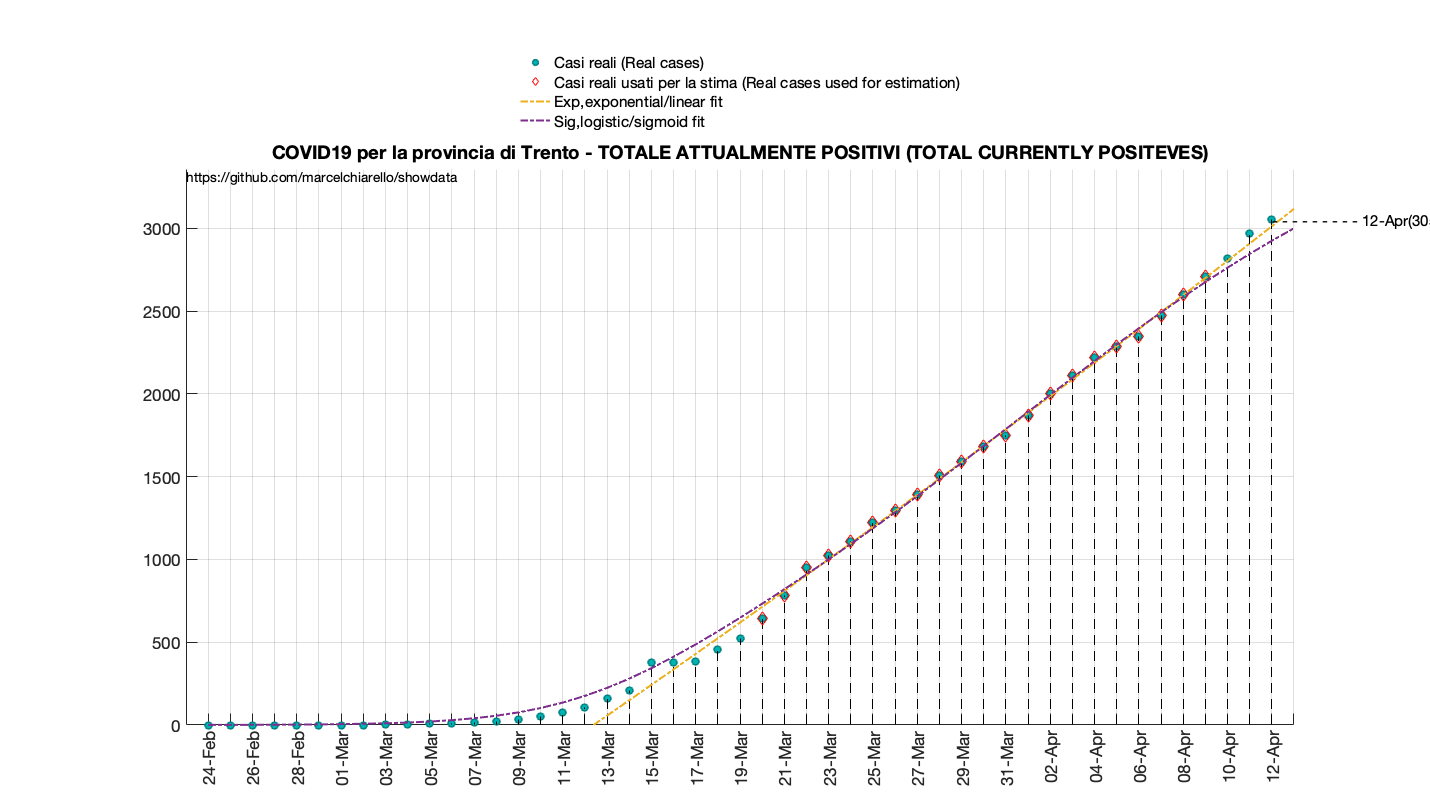 Casi reali (Real cases)
Casi reali usati per la stima (Real cases used for estimation)
Exp,exponential/linear fit
Sig,logistic/sigmoid fit
COVID19 per la provincia di Trento - TOTALE ATTUALMENTE POSITIVI (TOTAL CURRENTLY POSITEVES)
https://github.com/marcelchiarello/showdata
12-Apr(30
3000
2500
2000
1500
1000
500
0
24-Feb
26-Feb
28-Feb
01-Mar
03-Mar
05-Mar
07-Mar
09-Mar
11-Mar
13-Mar
15-Mar
17-Mar
19-Mar
21-Mar
23-Mar
25-Mar
27-Mar
29-Mar
31-Mar
02-Apr
04-Apr
06-Apr
08-Apr
10-Apr
12-Apr